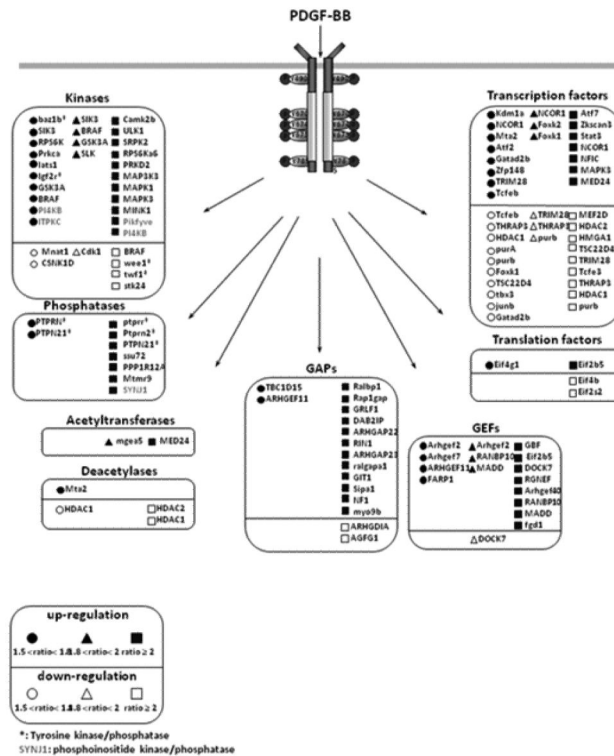 PDGF-BB
Kinases
baz1b* SIK3 Camk2b
SIK3 BRAF ULK1
RPS6K GSK3A SRPK2
Prkca SLK RPS6Ka6
lats1 PRKD2
Igf2r* MAP3K3
GSK3A MAPK1
BRAF MAPK3
PI4KB MINK1
ITPKC Pikfyve
PI4KB
Mnat1 Cdk1 BRAF
CSNK1D wee1*
twf1*
stk24
Phosphatases
PTPRN* ptprr*
PTPN21* Ptprn2*
PTPN21*
ssu72
PPP1R12A
Mtmr9
SYNJ1
Acetyltransferases
mgea5 MED24
Deacetylases
Mta2
HDAC1 HDAC2
HDAC1
GAPs
TBC1D15 Ralbp1
ARHGEF11 Rap1gap
GRLF1
DAB2IP
ARHGAP22
RIN1
ARHGAP21
ralgapa1
GIT1
Sipa1
NF1
myo9b
ARHGDIA
AGFG1
Transcription factors
Kdm1a NCOR1 Atf7
NCOR1 Foxk2 Zkscan3
Mta2 Foxk1 Stat3
Atf2 NCOR1
Gatad2b NFIC
Zfp148 MAPK3
TRIM28 MED24
Tcfeb
Tcfeb TRIM28 MEF2D
THRAP3 THRAP3 HDAC2
HDAC1 purb HMGA1
purA TSC22D4
purb TRIM28
Foxk1 Tcfe3
TSC22D4 THRAP3
tbx3 HDAC1
junb purb
Gatad2b
Translation factors
Eif4g1 Eif2b5
Eif4b
Eif2s2
GEFs
Arhgef2 Arhgef2 GBF
Arhgef7 RANBP10 Eif2b5
ARHGEF11 MADD DOCK7
FARP1 RGNEF
Arhgef40
RANBP10
MADD
fgd1
DOCK7
up-regulation
1.5 <ratio< 1.8 1.8 <ratio< 2 ratio ≥ 2
down-regulation
1.5 <ratio< 1.8 1.8 <ratio< 2 ratio ≥ 2
*: Tyrosine kinase/phosphatase
SYNJ1: phosphoinositide kinase/phosphatase